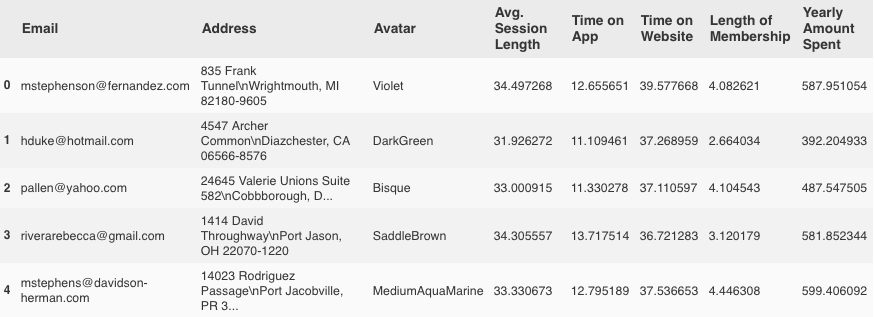 Email Address Avatar Avg. Session Length Time on App Time on Website Length of Membership Yearly Amount Spent
0 mstephenson@fernandez.com 835 Frank Tunnel\nWrightmouth, MI 82180-9605 Violet 34.497268 12.655651 39.577668 4.082621 587.951054
1 hduke@hotmail.com 4547 Archer Common\nDiazchester, CA 06566-8576 DarkGreen 31.926272 11.109461 37.268959 2.664034 392.204933
2 pallen@yahoo.com 24645 Valerie Unions Suite 582\nCobbborough, D... Bisque 33.000915 11.330278 37.110597 4.104543 487.547505
3 riverarebecca@gmail.com 1414 David Throughway\nPort Jason, OH 22070-1220 SaddleBrown 34.305557 13.717514 36.721283 3.120179 581.852344
4 mstephens@davidson-herman.com 14023 Rodriguez Passage\nPort Jacobville, PR 3... MediumAquaMarine 33.330673 12.795189 37.536653 4.446308 599.406092